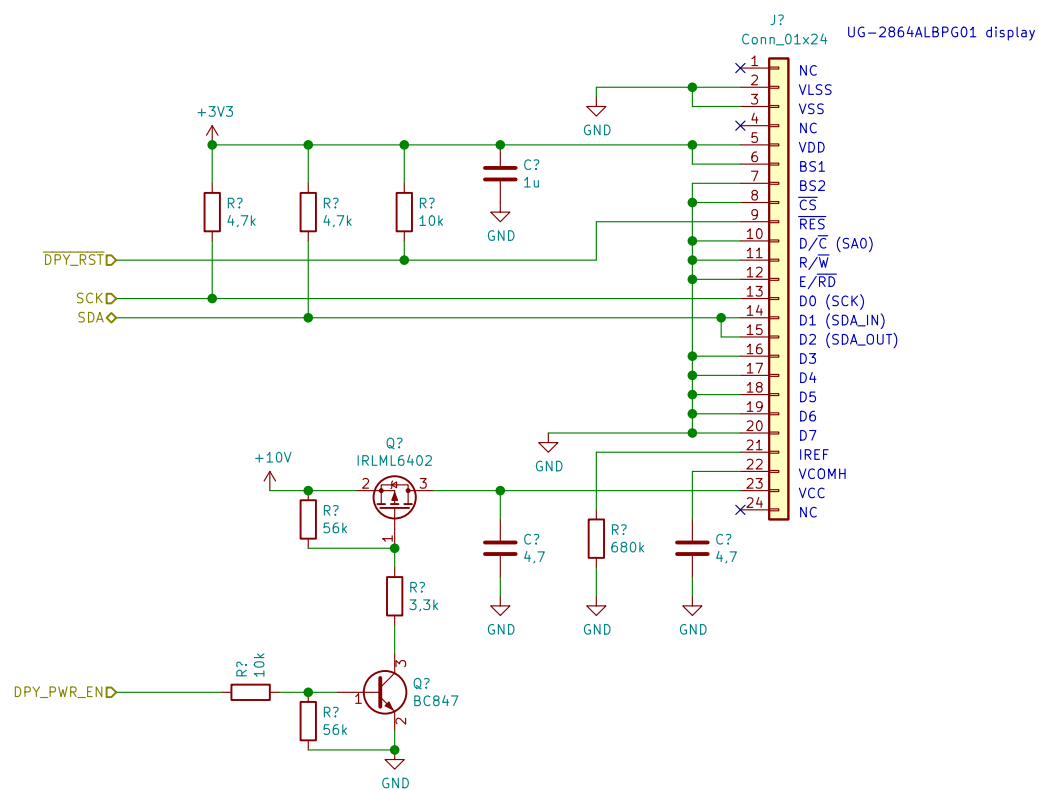 J?
Conn_01x24
UG-2864ALBPG01 display
1 NC
2 VLSS
3 VSS
4 NC
5 VDD
6 BS1
7 BS2
8 CS
9 RES
10 D/C (SA0)
11 R/W
12 E/RD
13 D0 (SCK)
14 D1 (SDA_IN)
15 D2 (SDA_OUT)
16 D3
17 D4
18 D5
19 D6
20 D7
21 IREF
22 VCOMH
23 VCC
24 NC
GND
+3V3
C?
1u
GND
R?
4,7k
R?
4,7k
R?
10k
DPY_RST
SCK
SDA
GND
+10V
Q?
IRLML6402
2
3
1
R?
56k
C?
4,7
GND
R?
680k
GND
C?
4,7
GND
R?
3,3k
DPY_PWR_EN
R?
10k
R?
56k
Q?
BC847
1
3
2
GND